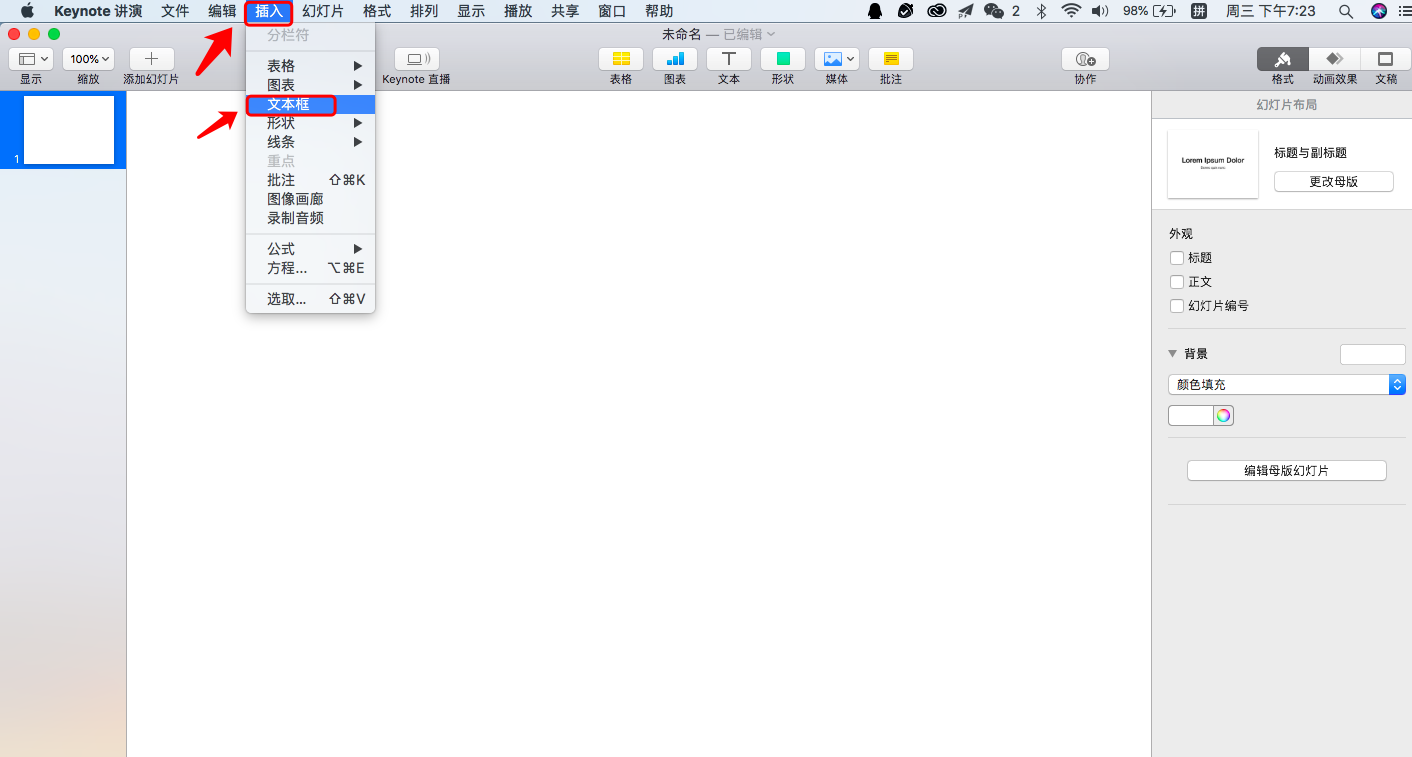 Keynote 讲演 文件 编辑 插入 幻灯片 格式 排列 显示 播放 共享 窗口 帮助 2 98% 拼 周三 下午7:23
未命名 — 已编辑
100%
显示 缩放 添加幻灯片 Keynote 直播 表格 图表 文本 形状 媒体 批注 协作 格式 动画效果 文稿
分栏符
表格
图表
文本框
形状
线条
重点
批注 ⇧⌘K
图像画廊
录制音频
公式
方程... ⌥⌘E
选取... ⇧⌘V
1
幻灯片布局
Lorem Ipsum Dolor
标题与副标题
更改母版
外观
标题
正文
幻灯片编号
背景
颜色填充
编辑母版幻灯片